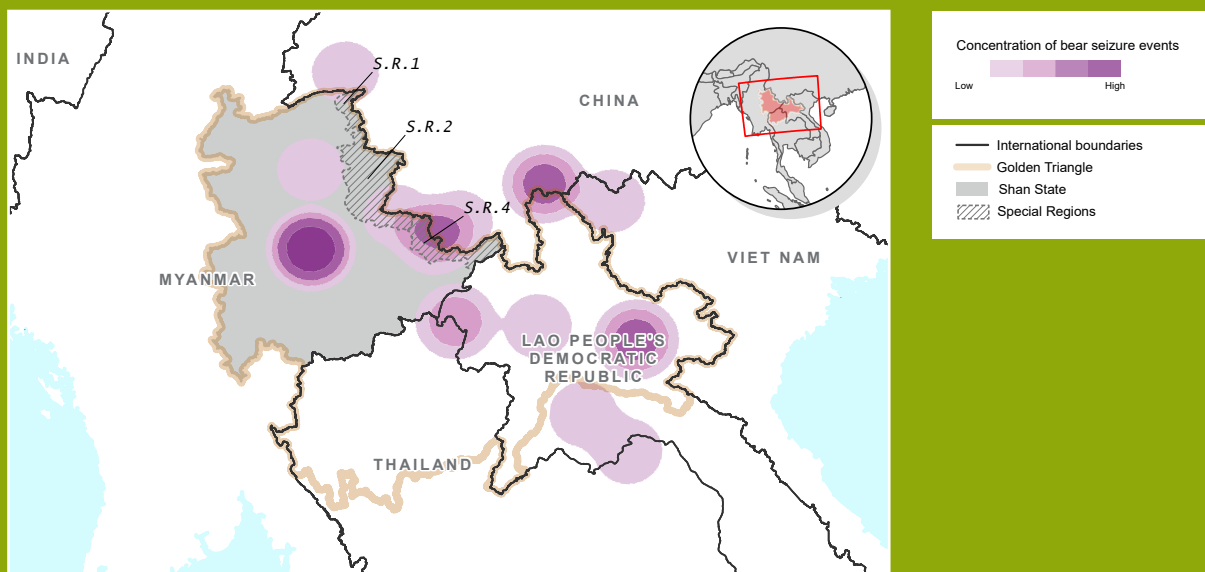 INDIA
S.R.1
CHINA
S.R.2
S.R.4
VIET NAM
MYANMAR
LAO PEOPLE'S
DEMOCRATIC
REPUBLIC
THAILAND
Concentration of bear seizure events
Low High
International boundaries
Golden Triangle
Shan State
Special Regions